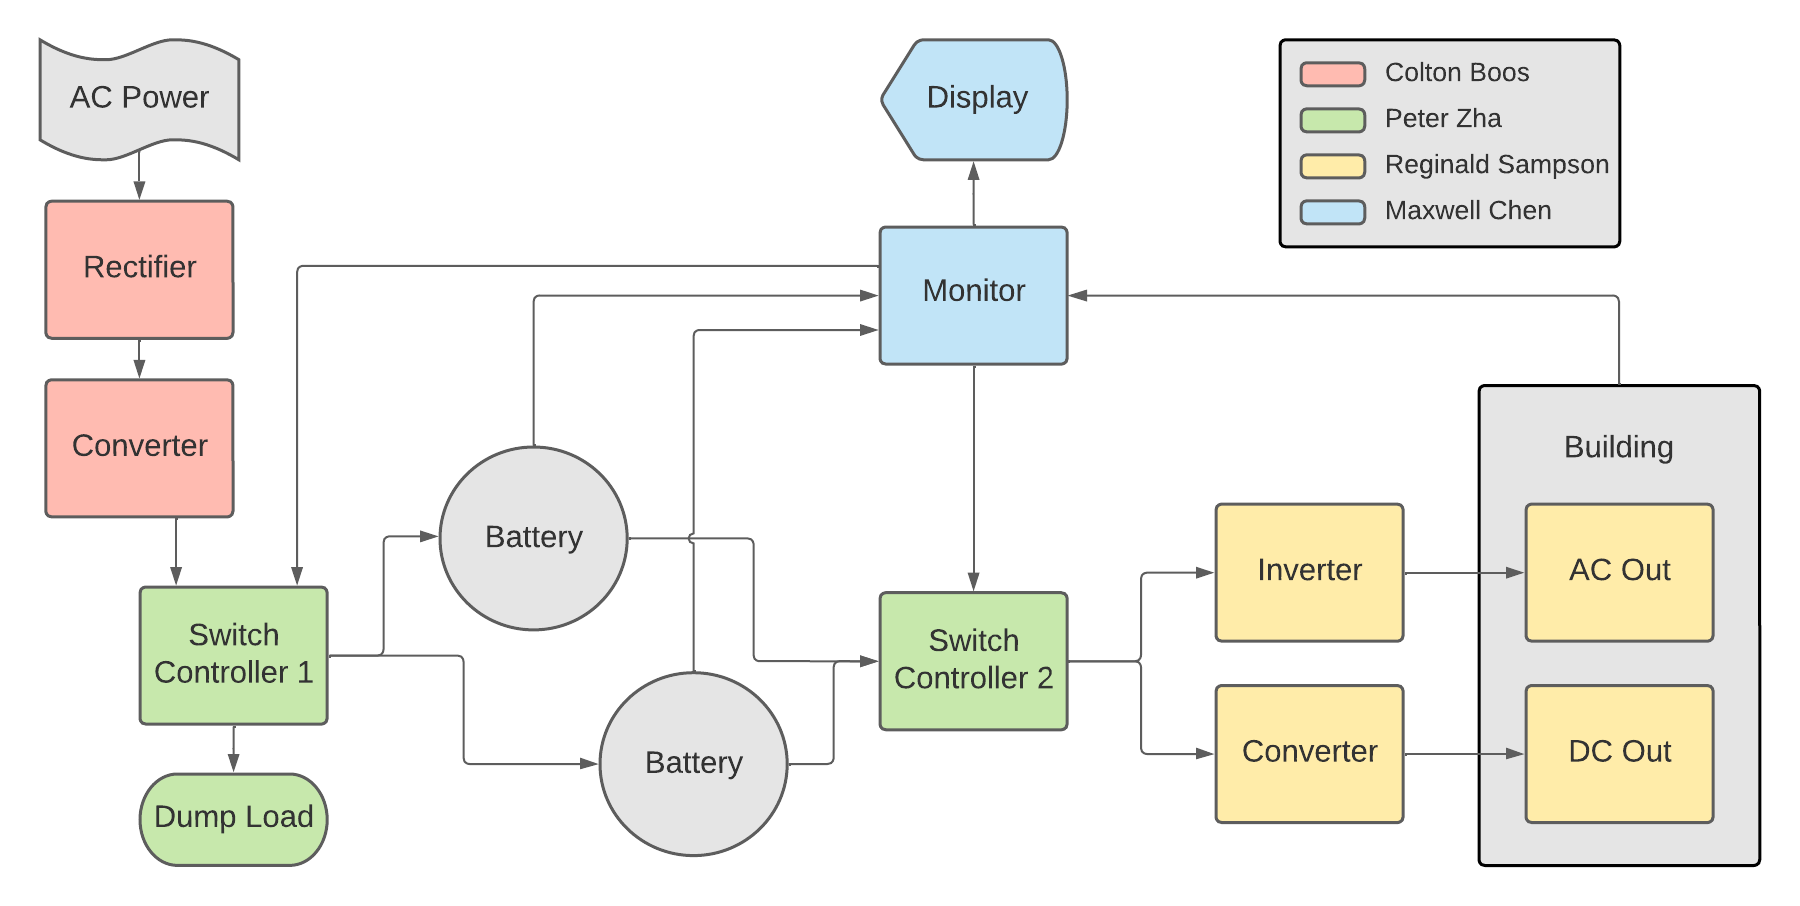 AC Power
Display
Colton Boos
Peter Zha
Reginald Sampson
Maxwell Chen
Rectifier
Monitor
Converter
Building
Battery
Inverter
AC Out
Switch
Controller 1
Switch
Controller 2
Battery
Converter
DC Out
Dump Load